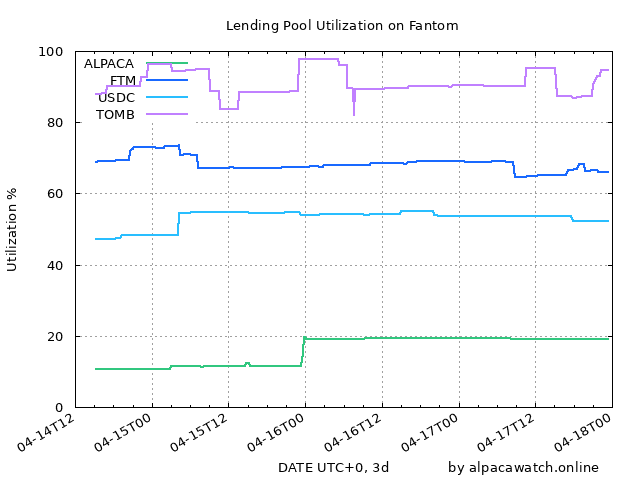 Lending Pool Utilization on Fantom
100
80
60
40
20
0
Utilization %
ALPACA
FTM
USDC
TOMB
04-14T12
04-15T00
04-15T12
04-16T00
04-16T12
04-17T00
04-17T12
04-18T00
DATE UTC+0, 3d
by alpacawatch.online